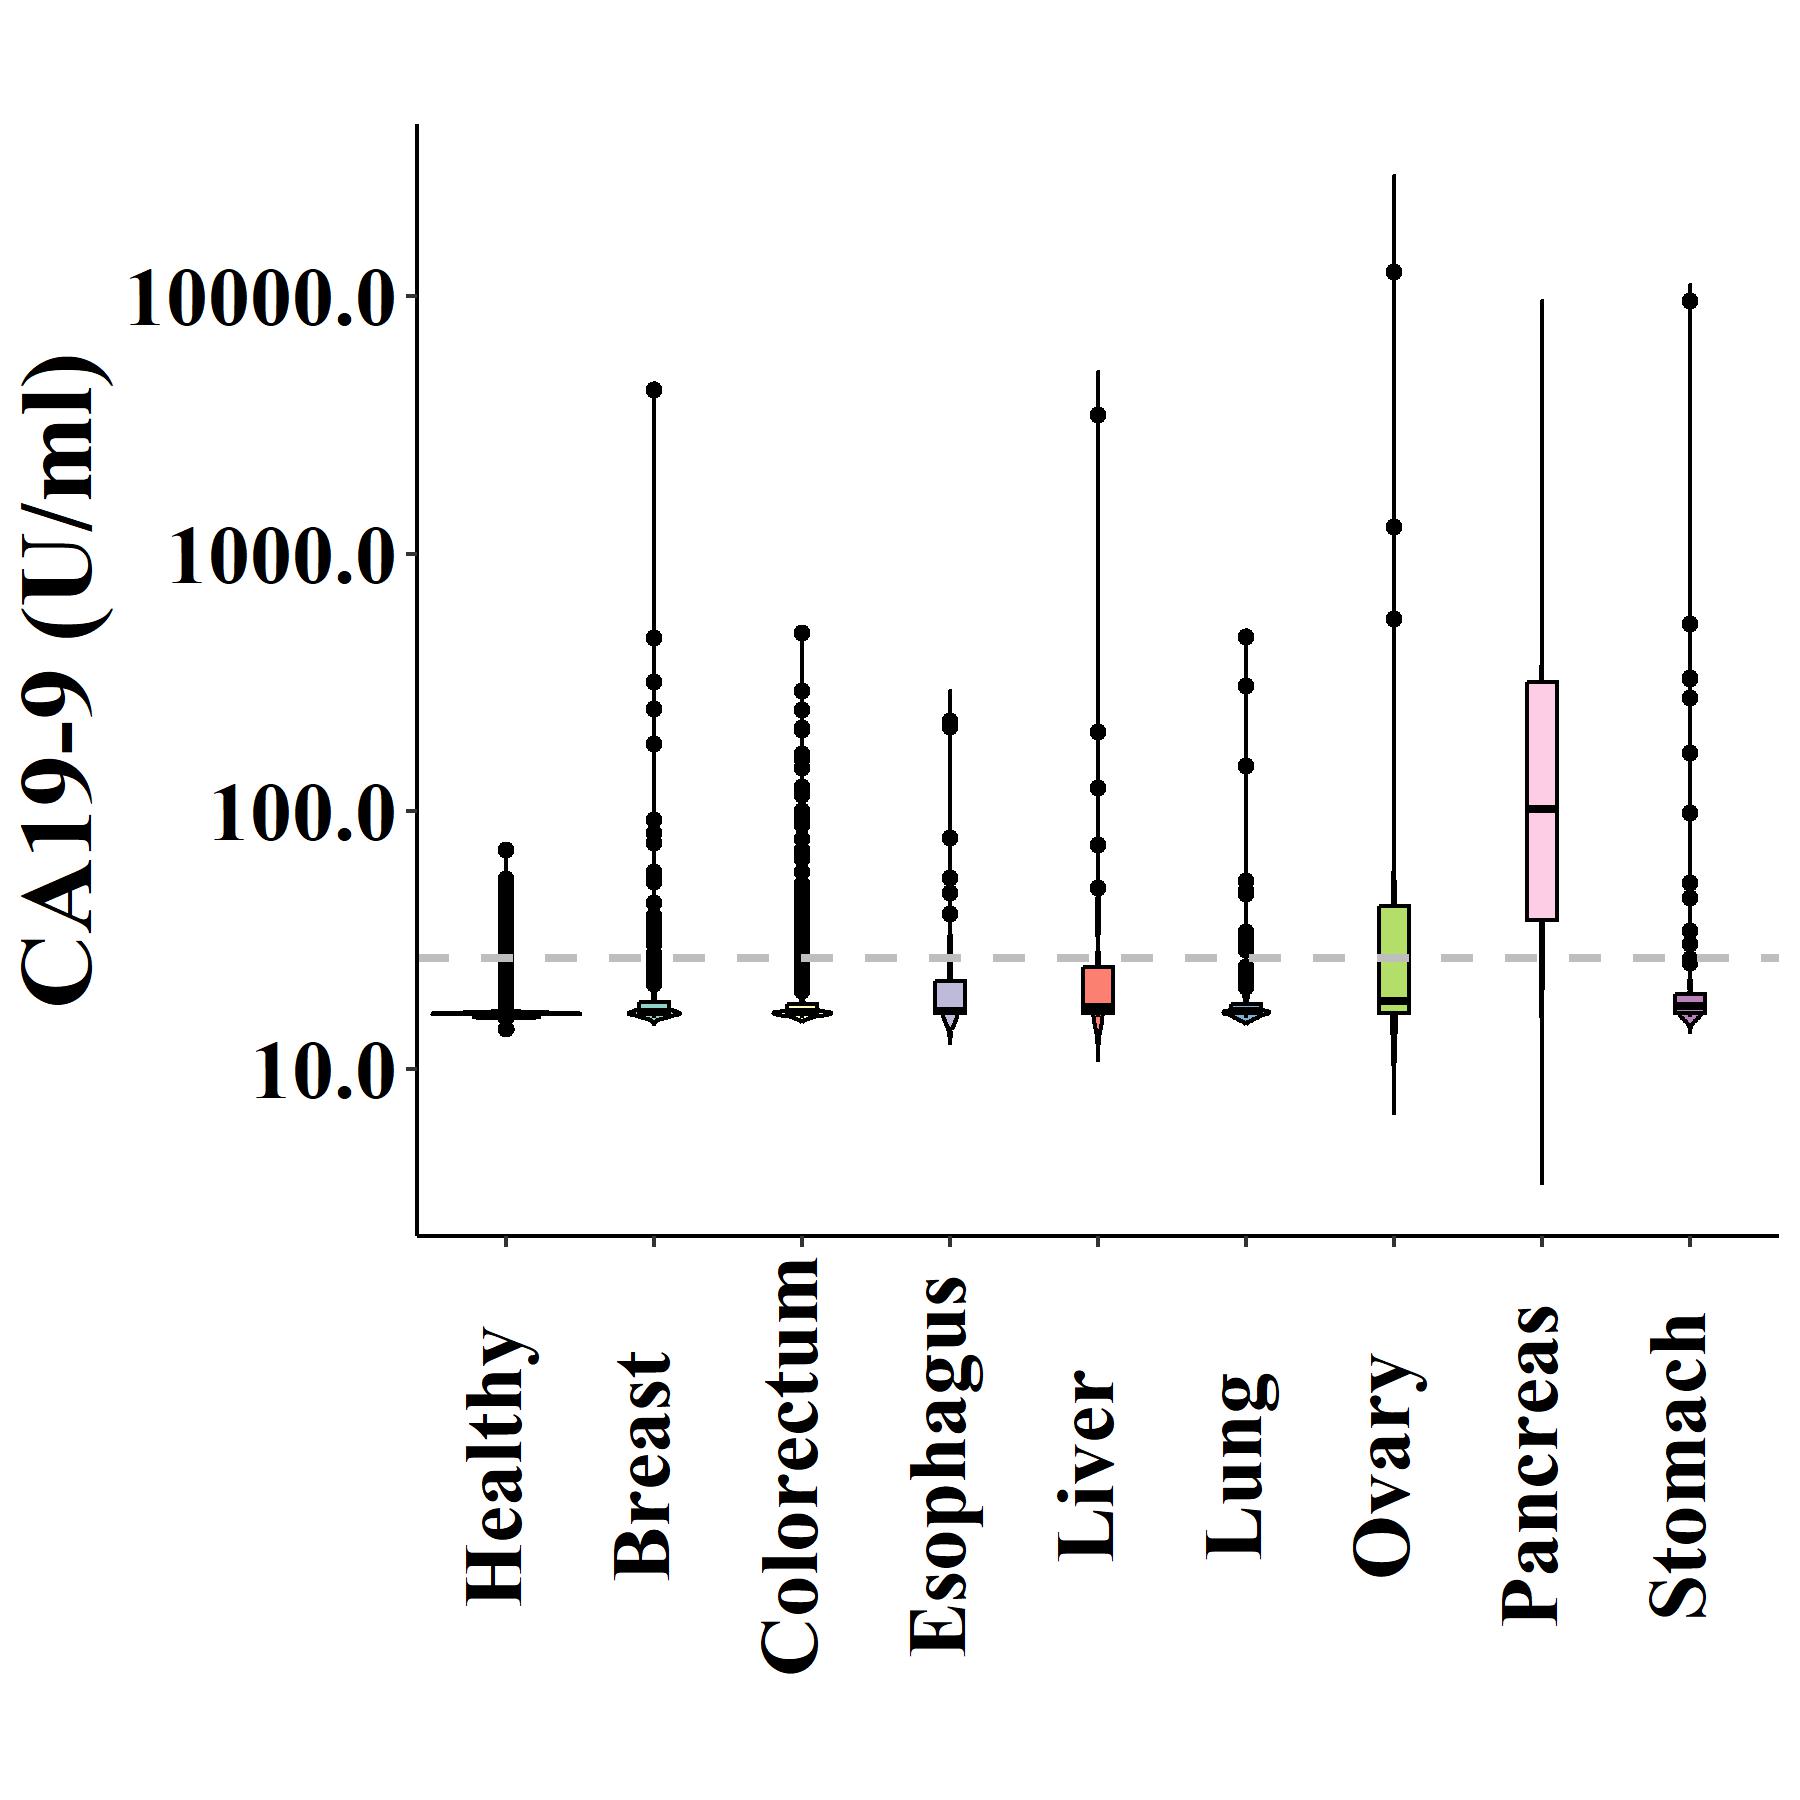 CA19-9 (U/ml)
10000.0
1000.0
100.0
10.0
Healthy
Breast
Colorectum
Esophagus
Liver
Lung
Ovary
Pancreas
Stomach